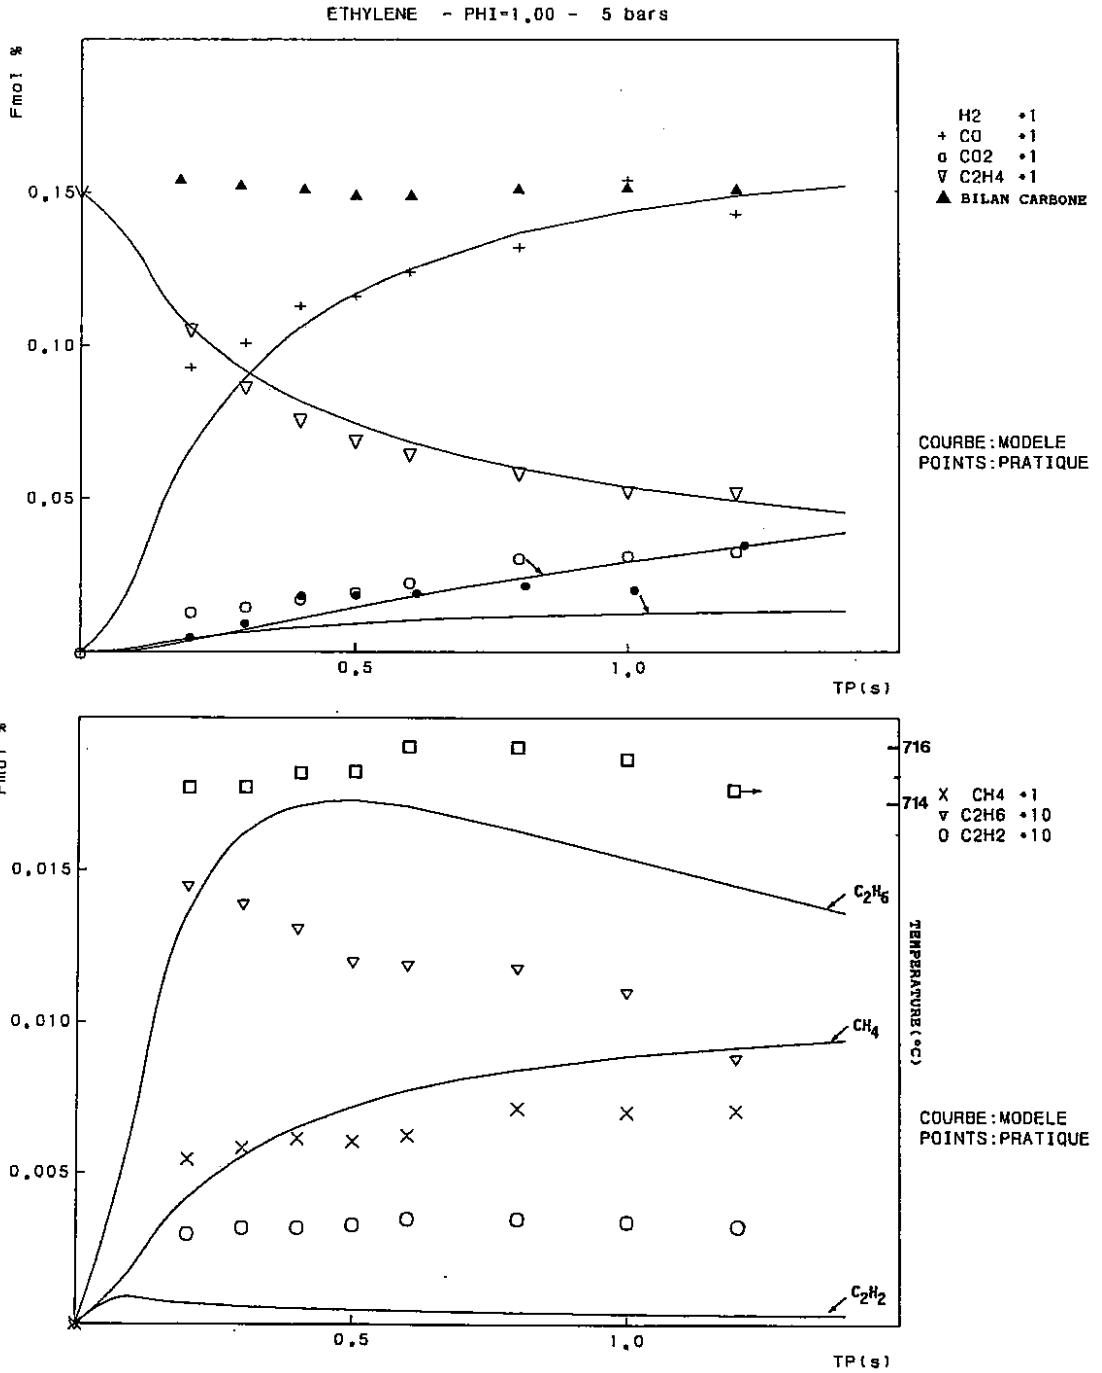 ETHYLENE - PHI=1.00 - 5 bars
Fmol %
H2 *1
+ CO *1
o CO2 *1
▽ C2H4 *1
▲ BILAN CARBONE
0.15
0.10
0.05
COURBE:MODELE
POINTS:PRATIQUE
0.5
1.0
TP(s)
Fmol %
716
714
X CH4 *1
▽ C2H6 *10
O C2H2 *10
0.015
0.010
0.005
C2H6
CH4
C2H2
TEMPERATURE(°C)
COURBE:MODELE
POINTS:PRATIQUE
0.5
1.0
TP(s)